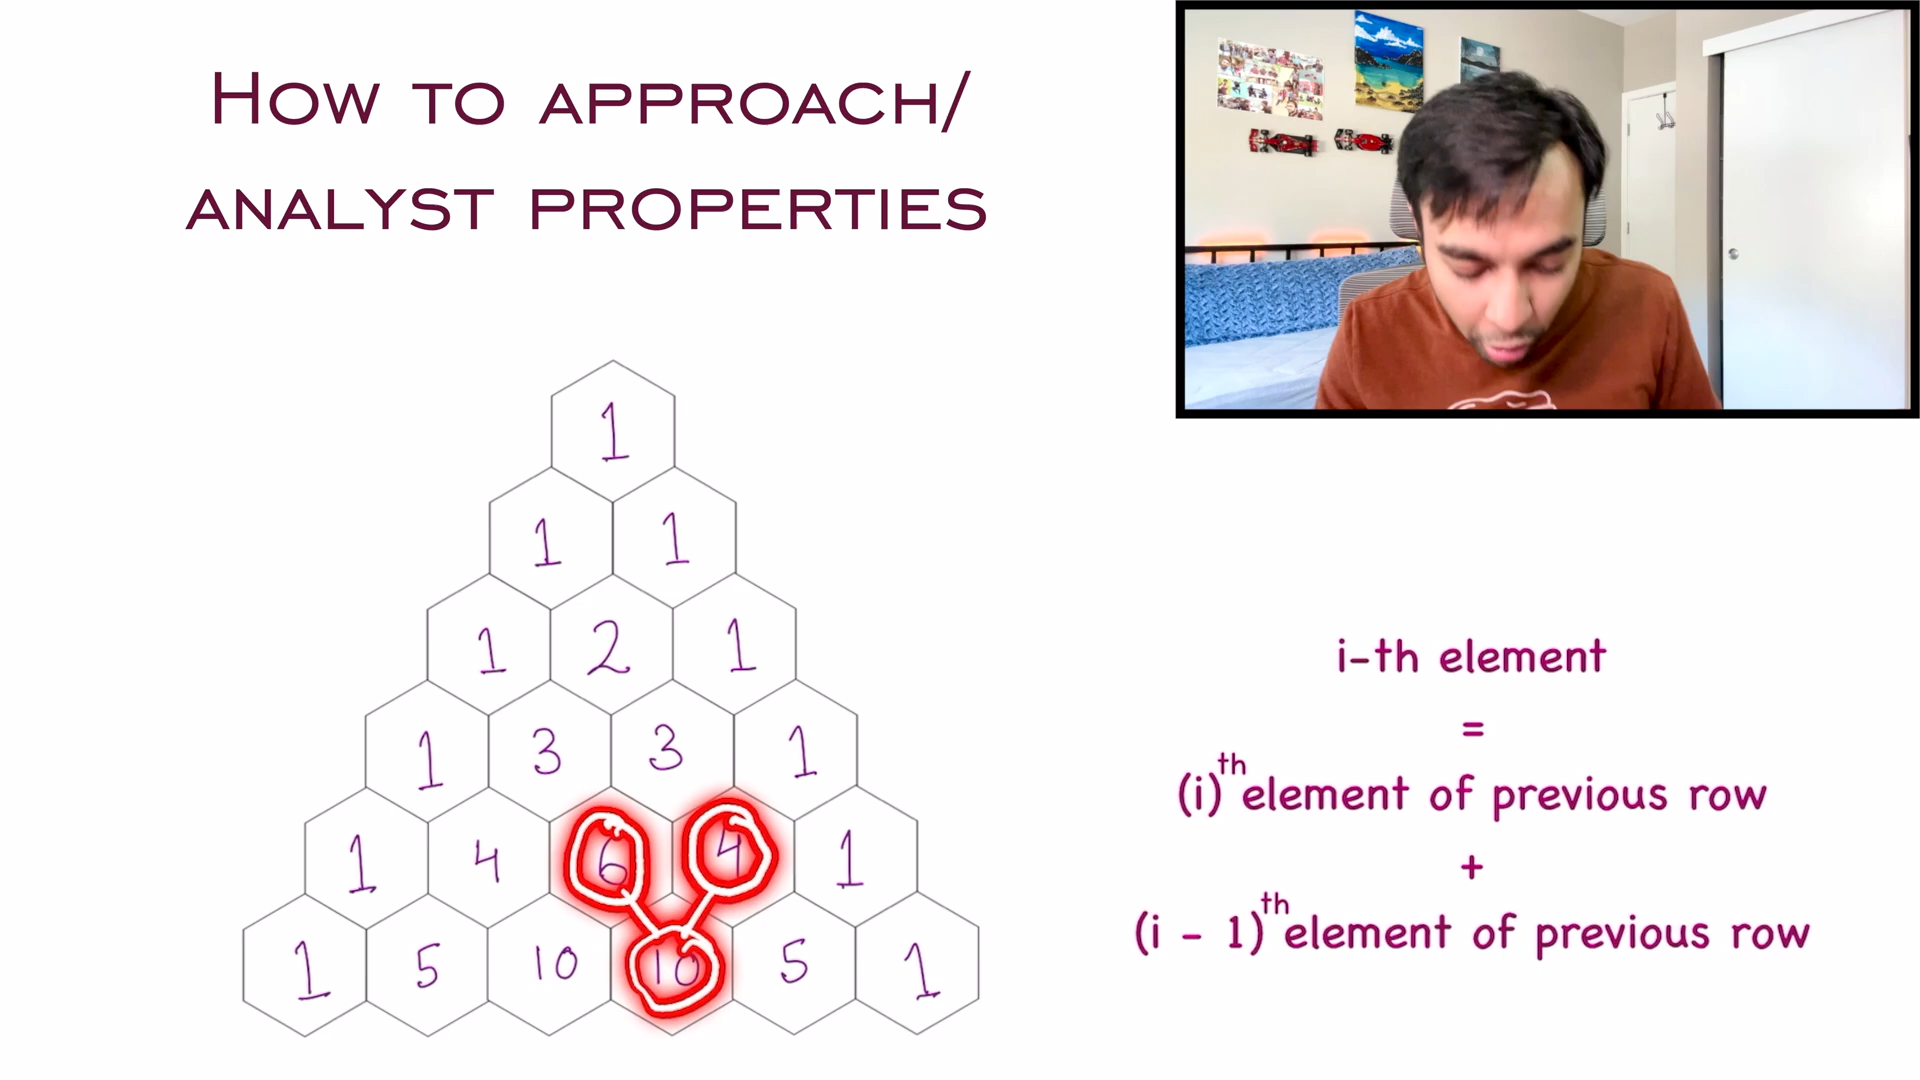 HOW TO APPROACH/
ANALYST PROPERTIES
1
1 1
1 2 1
1 3 3 1
1 4 6 4 1
1 5 10 10 5 1
i-th element
=
(i)th element of previous row
+
(i - 1)th element of previous row